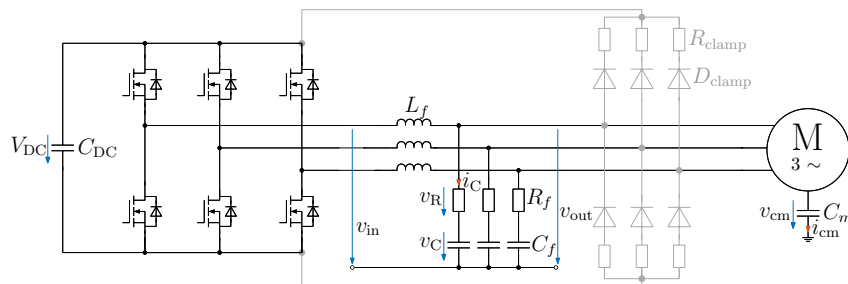 R_clamp
D_clamp
L_f
V_DC
C_DC
M
3 ~
i_C
v_R
R_f
v_out
v_in
v_C
C_f
v_cm
C_m
i_cm